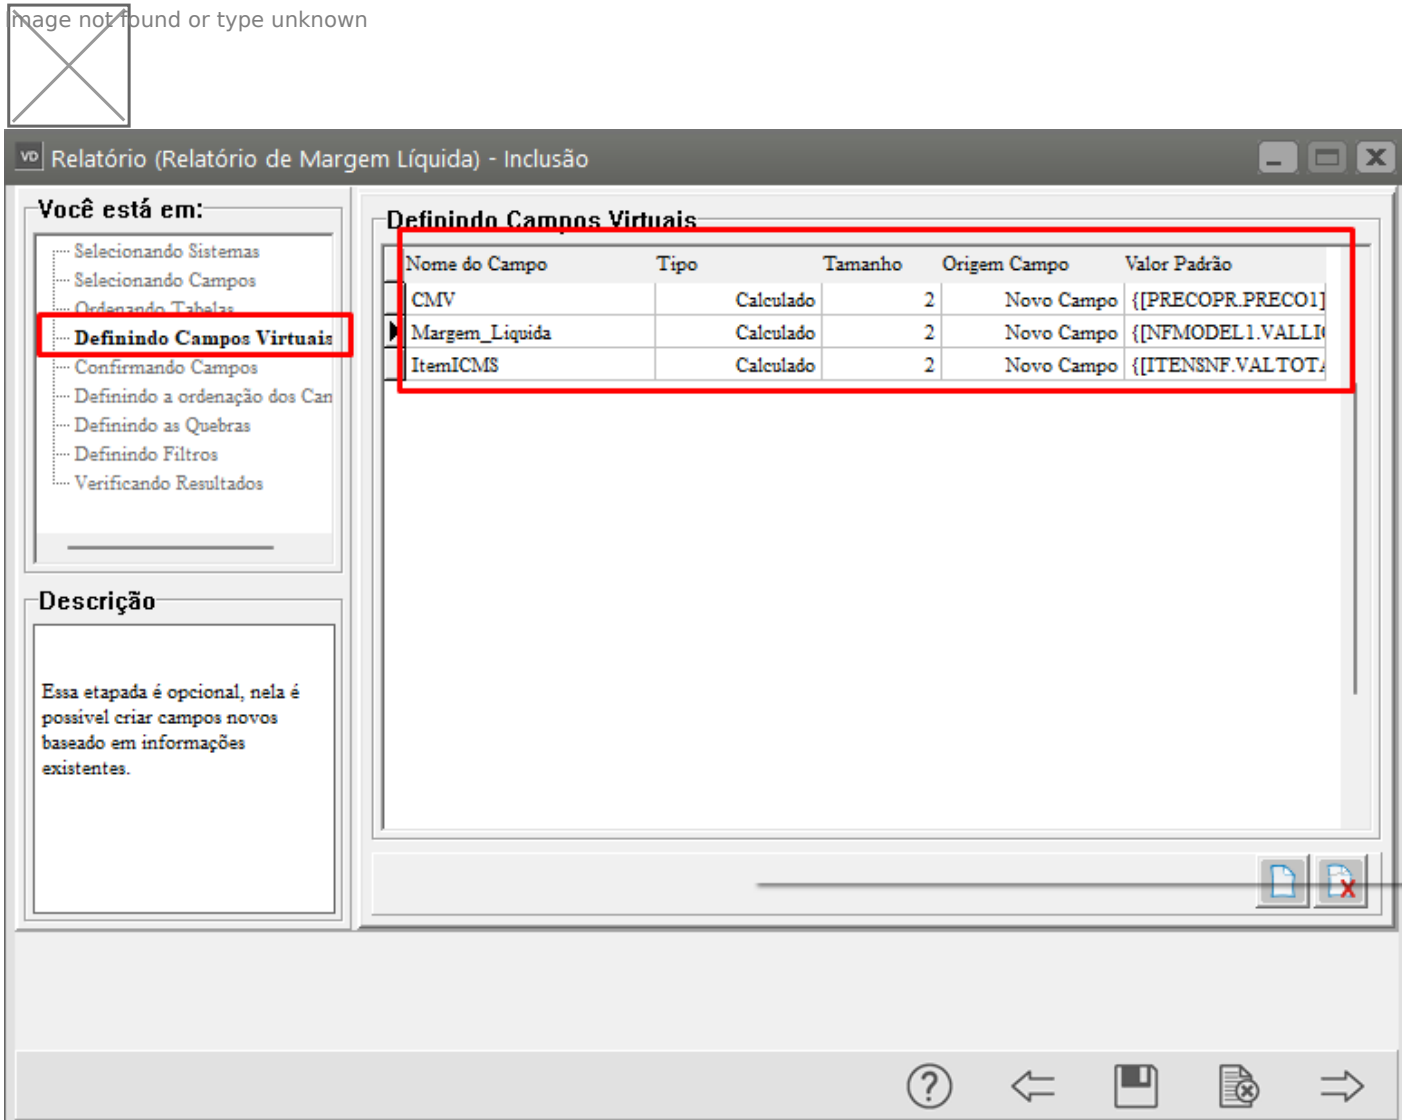 Image not found or type unknown
VD Relatório (Relatório de Margem Líquida) - Inclusão
Você está em:
Selecionando Sistemas
Selecionando Campos
Ordenando Tabelas
Definindo Campos Virtuais
Confirmando Campos
Definindo a ordenação dos Cam
Definindo as Quebras
Definindo Filtros
Verificando Resultados
Descrição
Essa etapada é opcional, nela é
possível criar campos novos
baseado em informações
existentes.
Definindo Campos Virtuais
Nome do Campo Tipo Tamanho Origem Campo Valor Padrão
CMV Calculado 2 Novo Campo {[PRECOPR.PRECO1]
Margem_Liquida Calculado 2 Novo Campo {[NFMODEL1.VALLI
ItemICMS Calculado 2 Novo Campo {[ITENSNF.VALTOTA